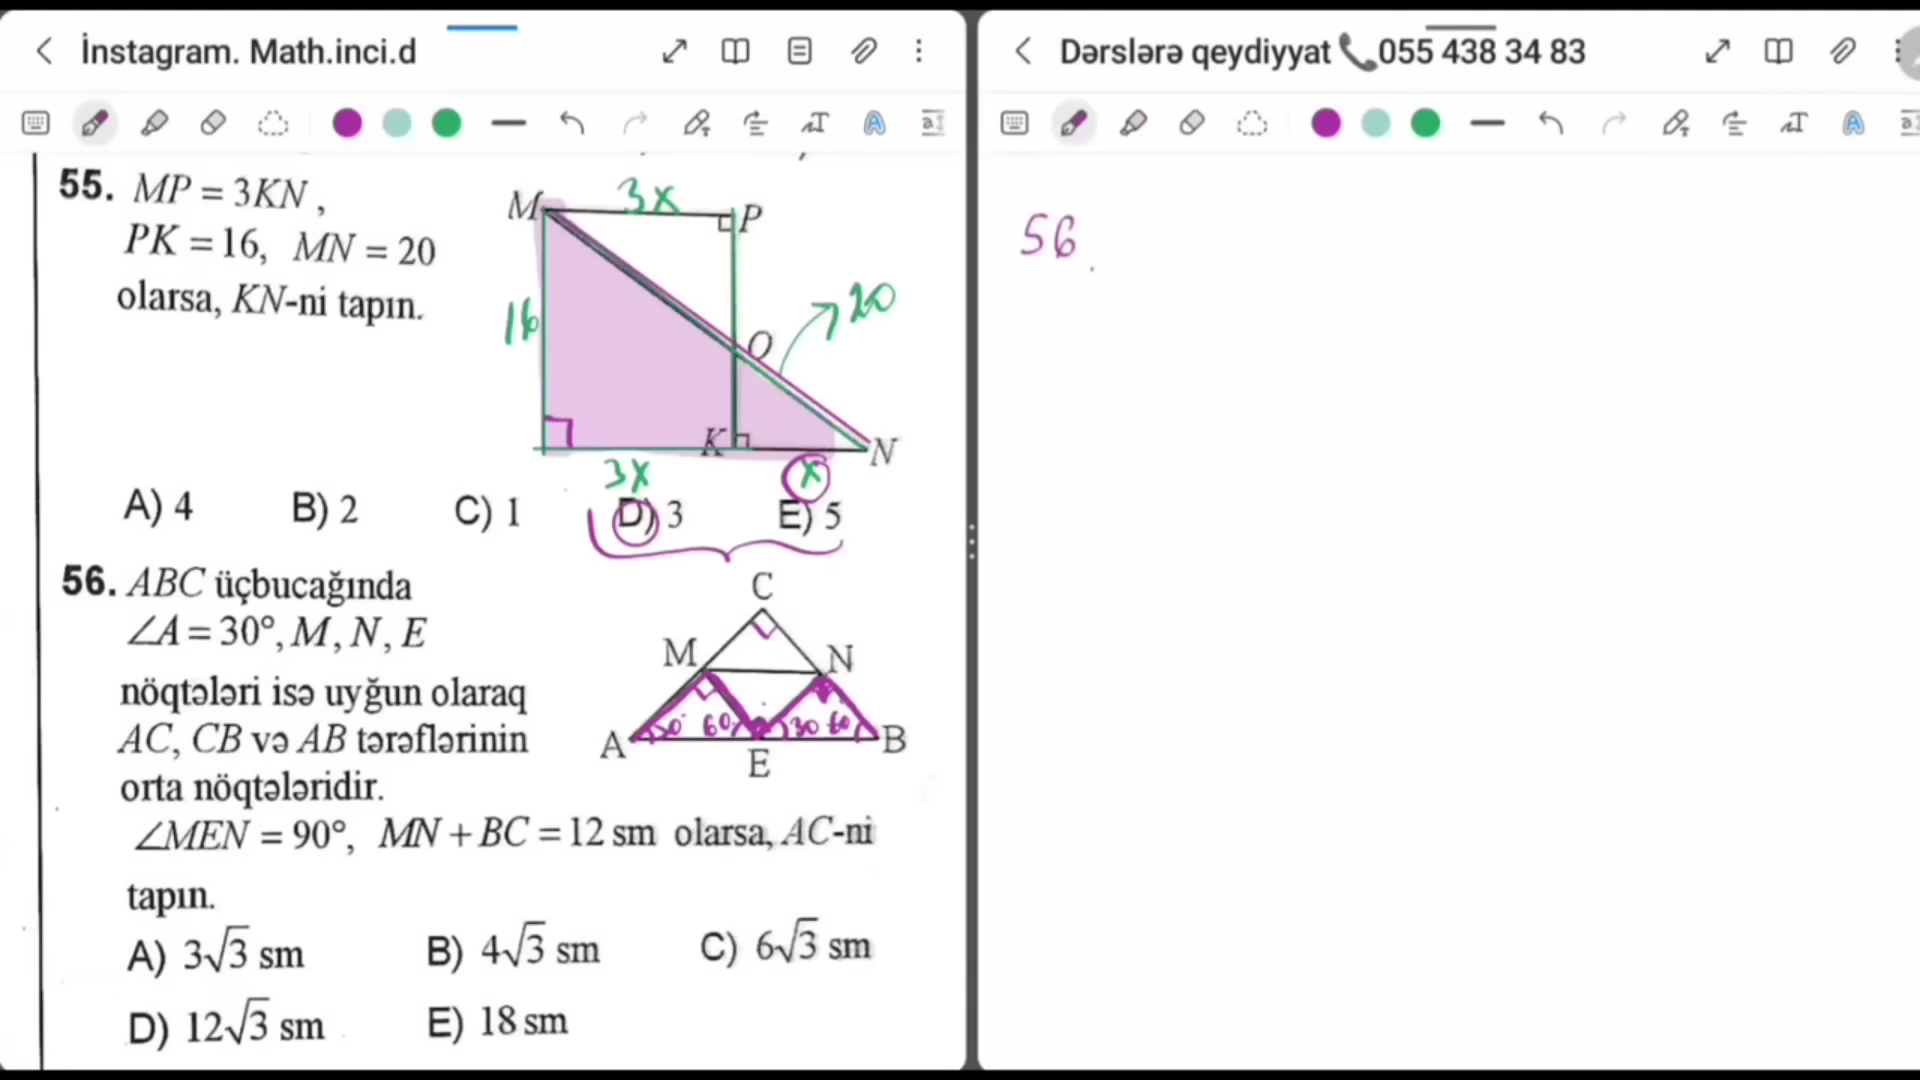 İnstagram. Math.inci.d
Dərslərə qeydiyyat 📞055 438 34 83
55. MP = 3KN,
PK = 16, MN = 20
olarsa, KN-ni tapın.
M 3x P
16
20
O
K N
3x x
A) 4 B) 2 C) 1 D) 3 E) 5
56. ABC üçbucağında
∠A = 30°, M, N, E
nöqtələri isə uyğun olaraq
AC, CB və AB tərəflərinin
orta nöqtələridir.
∠MEN = 90°, MN + BC = 12 sm olarsa, AC-ni
tapın.
C
M N
60 30 60
A E B
A) 3√3 sm B) 4√3 sm C) 6√3 sm
D) 12√3 sm E) 18 sm
56.